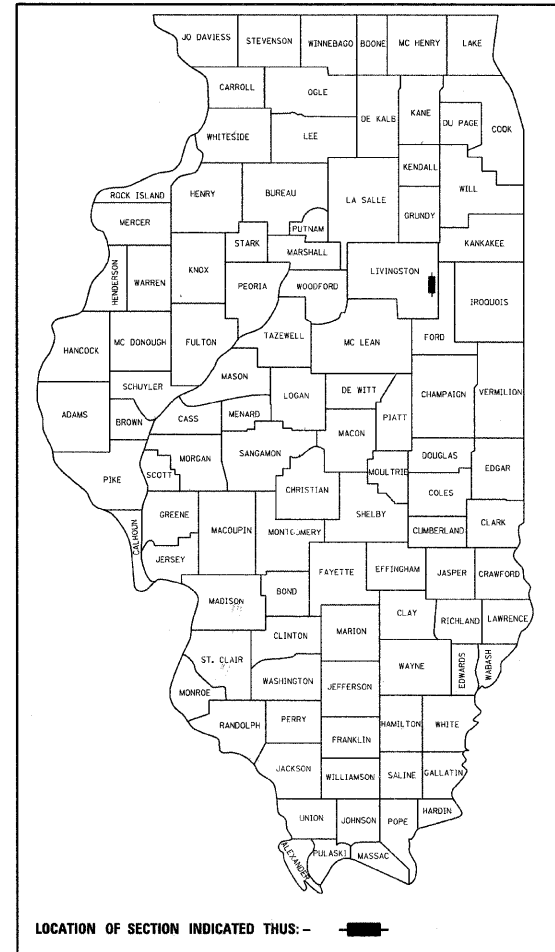 JO DAVIESS STEVENSON WINNEBAGO BOONE MC HENRY LAKE
CARROLL OGLE
DE KALB KANE DU PAGE COOK
WHITESIDE LEE
KENDALL WILL
ROCK ISLAND HENRY BUREAU LA SALLE
MERCER PUTNAM GRUNDY
STARK MARSHALL KANKAKEE
HENDERSON WARREN KNOX LIVINGSTON
PEORIA WOODFORD IROQUOIS
HANCOCK MC DONOUGH FULTON TAZEWELL MC LEAN FORD
SCHUYLER MASON
ADAMS BROWN CASS MENARD LOGAN DE WITT PIATT CHAMPAIGN VERMILION
MACON
PIKE SCOTT MORGAN SANGAMON MOULTRIE DOUGLAS EDGAR
CHRISTIAN COLES
CALHOUN GREENE MACOUPIN MONTGOMERY SHELBY CUMBERLAND CLARK
JERSEY
MADISON BOND FAYETTE EFFINGHAM JASPER CRAWFORD
CLINTON MARION CLAY RICHLAND LAWRENCE
ST. CLAIR WASHINGTON JEFFERSON WAYNE EDWARDS WABASH
MONROE
RANDOLPH PERRY FRANKLIN HAMILTON WHITE
JACKSON WILLIAMSON SALINE GALLATIN
UNION JOHNSON POPE HARDIN
ALEXANDER PULASKI MASSAC
LOCATION OF SECTION INDICATED THUS: –